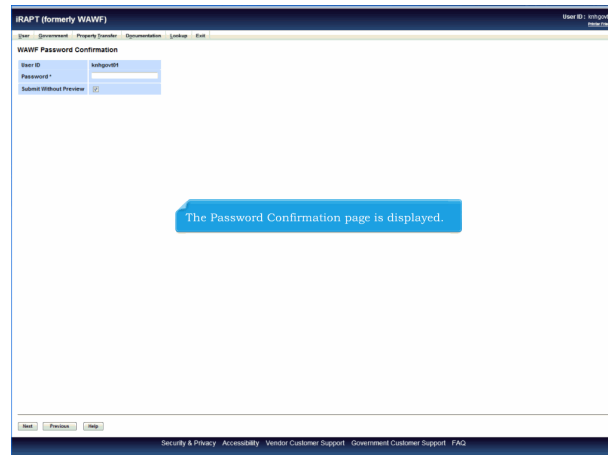 iRAPT (formerly WAWF)
User ID : knhgovt
Printer Frie
User Government Property Transfer Documentation Lookup Exit
WAWF Password Confirmation
User ID knhgovt01
Password *
Submit Without Preview
The Password Confirmation page is displayed.
Next Previous Help
Security & Privacy Accessibility Vendor Customer Support Government Customer Support FAQ